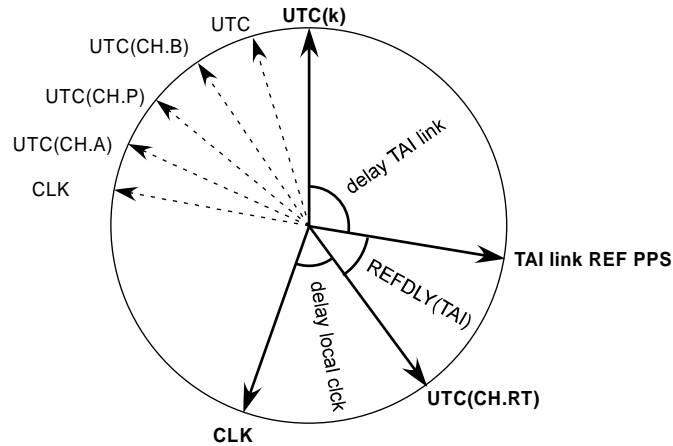 UTC(k)
UTC
UTC(CH.B)
UTC(CH.P)
UTC(CH.A)
CLK
delay TAI link
TAI link REF PPS
REFDLY(TAI)
delay local clck
UTC(CH.RT)
CLK